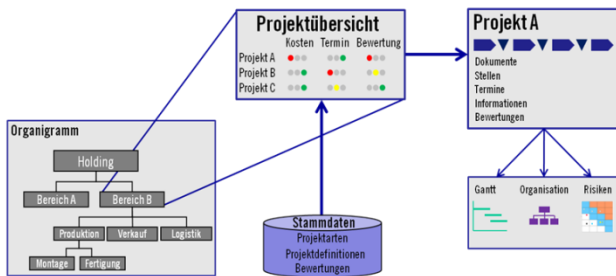 Projektübersicht
Kosten Termin Bewertung
Projekt A
Projekt B
Projekt C
Projekt A
Dokumente
Stellen
Termine
Informationen
Bewertungen
Organigramm
Holding
Bereich A Bereich B
Produktion Verkauf Logistik
Montage Fertigung
Stammdaten
Projektarten
Projektdefinitionen
Bewertungen
Gantt Organisation Risiken